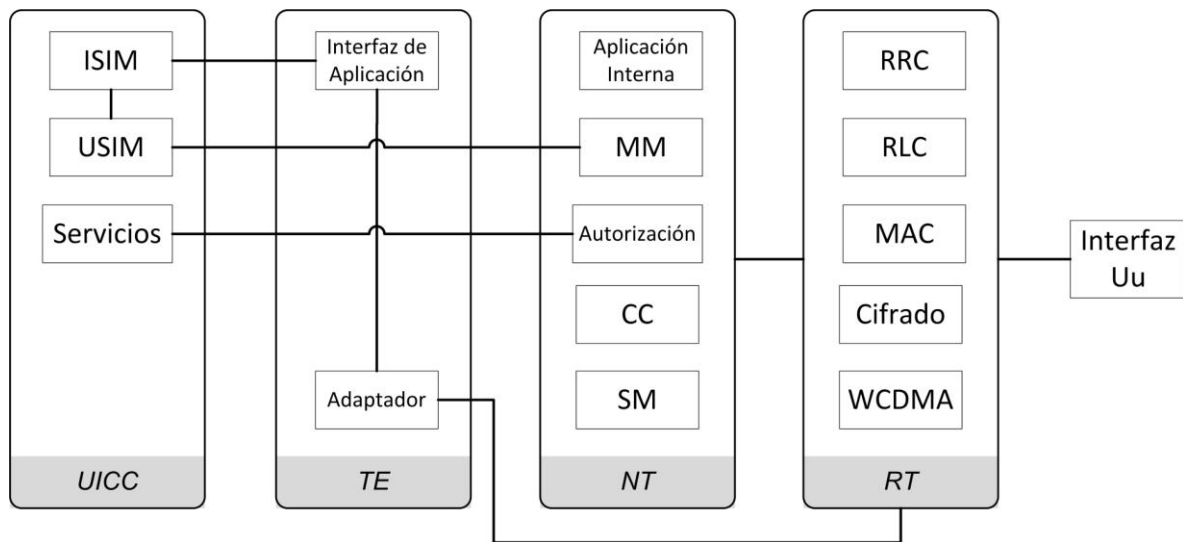 ISIM
USIM
Servicios
UICC
Interfaz de
Aplicación
Adaptador
TE
Aplicación
Interna
MM
Autorización
CC
SM
NT
RRC
RLC
MAC
Cifrado
WCDMA
RT
Interfaz
Uu